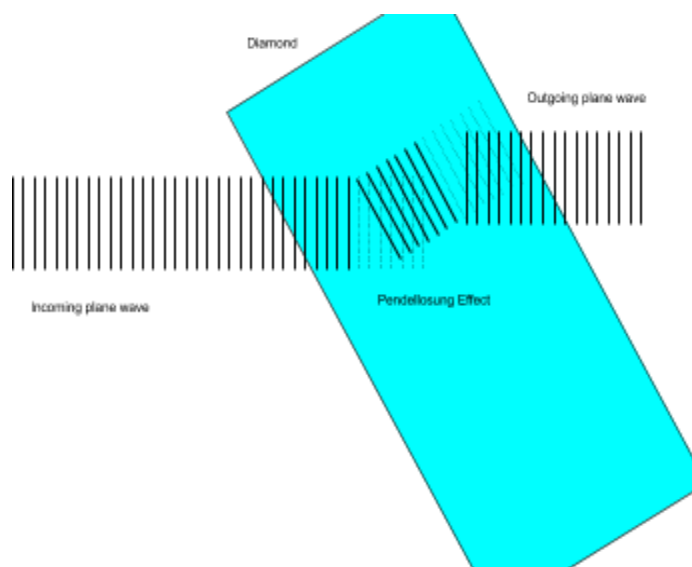 Diamond
Outgoing plane wave
Incoming plane wave
Pendellosung Effect